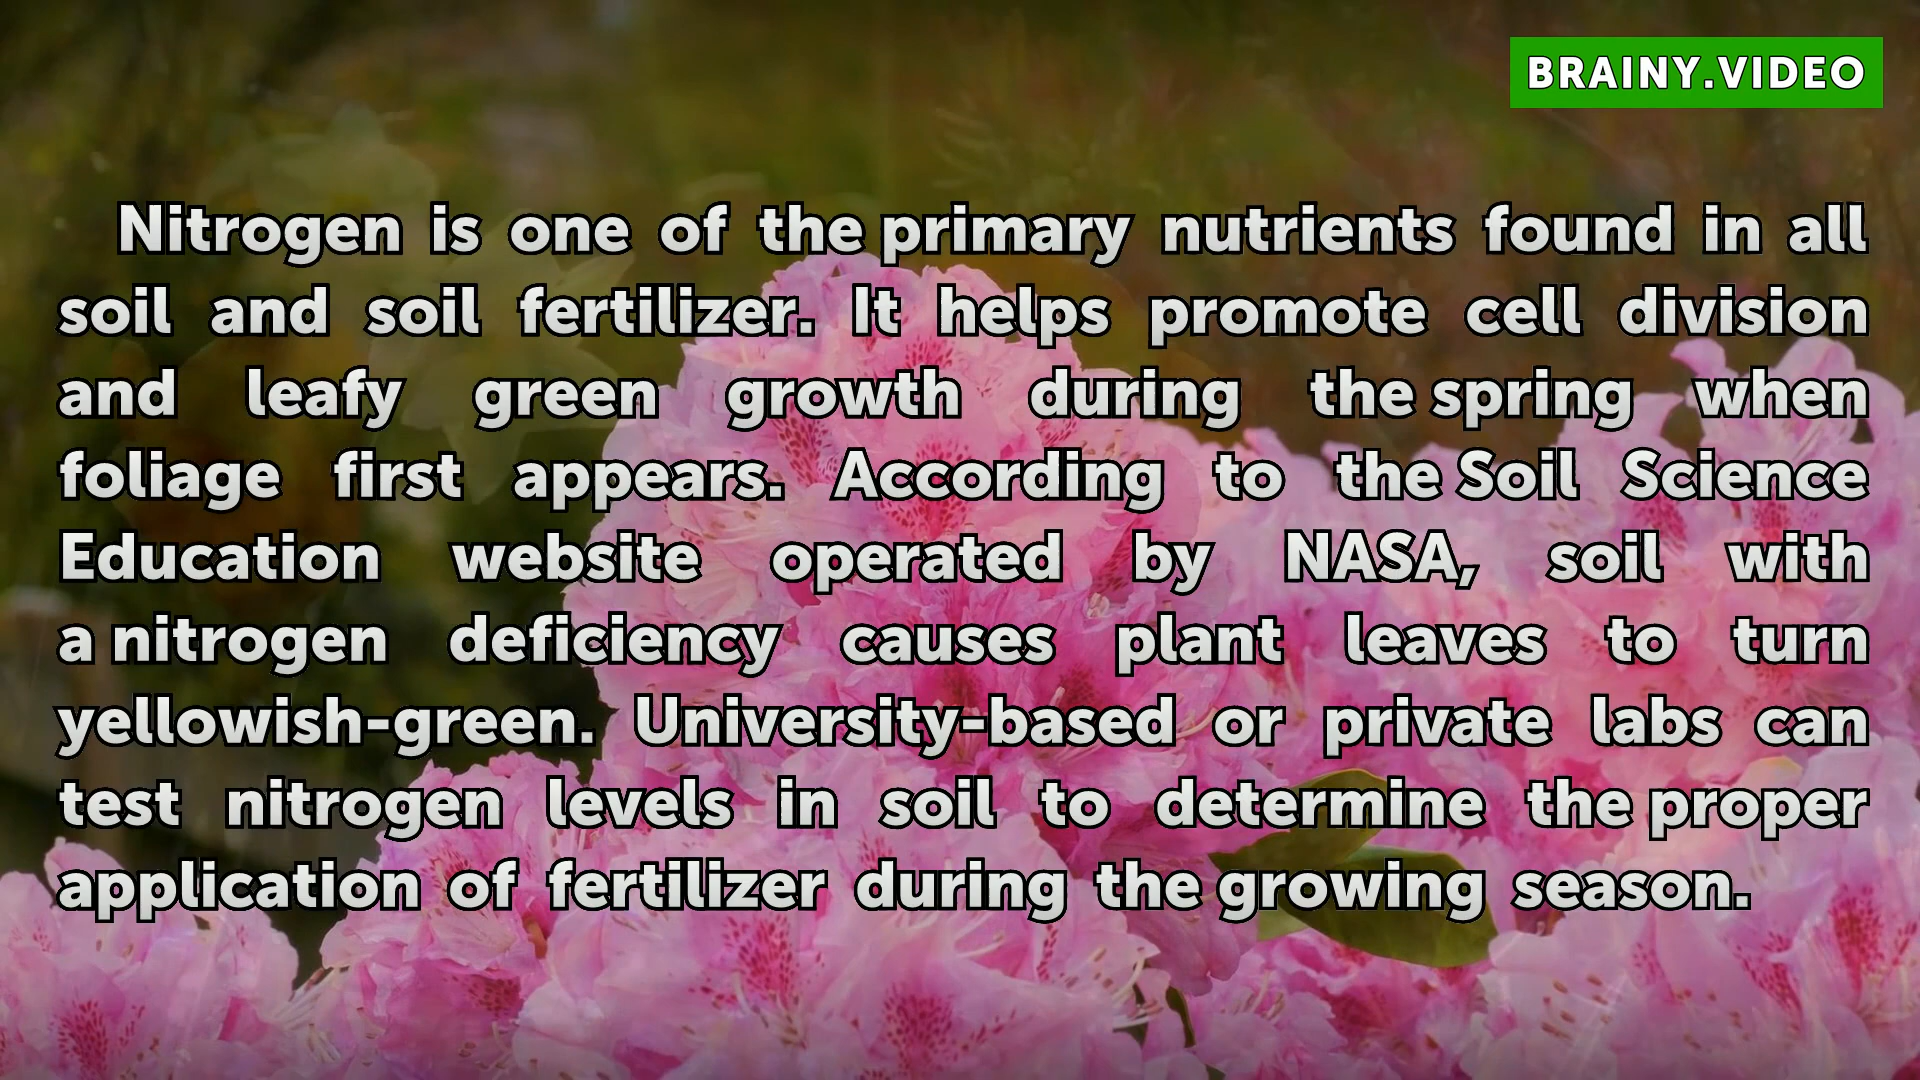 BRAINY.VIDEO
Nitrogen is one of the primary nutrients found in all
soil and soil fertilizer. It helps promote cell division
and leafy green growth during the spring when
foliage first appears. According to the Soil Science
Education website operated by NASA, soil with
a nitrogen deficiency causes plant leaves to turn
yellowish-green. University-based or private labs can
test nitrogen levels in soil to determine the proper
application of fertilizer during the growing season.